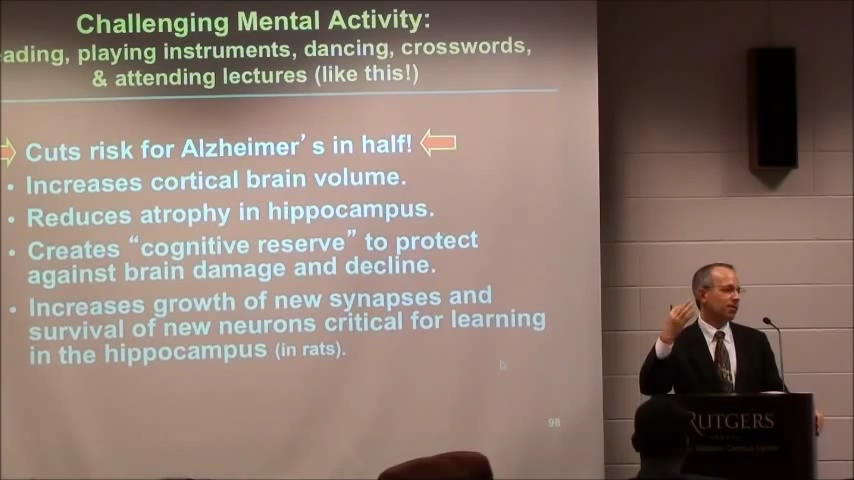 Challenging Mental Activity:
eading, playing instruments, dancing, crosswords,
& attending lectures (like this!)
Cuts risk for Alzheimer's in half!
• Increases cortical brain volume.
• Reduces atrophy in hippocampus.
• Creates “cognitive reserve” to protect
against brain damage and decline.
• Increases growth of new synapses and
survival of new neurons critical for learning
in the hippocampus (in rats).
98
RUTGERS